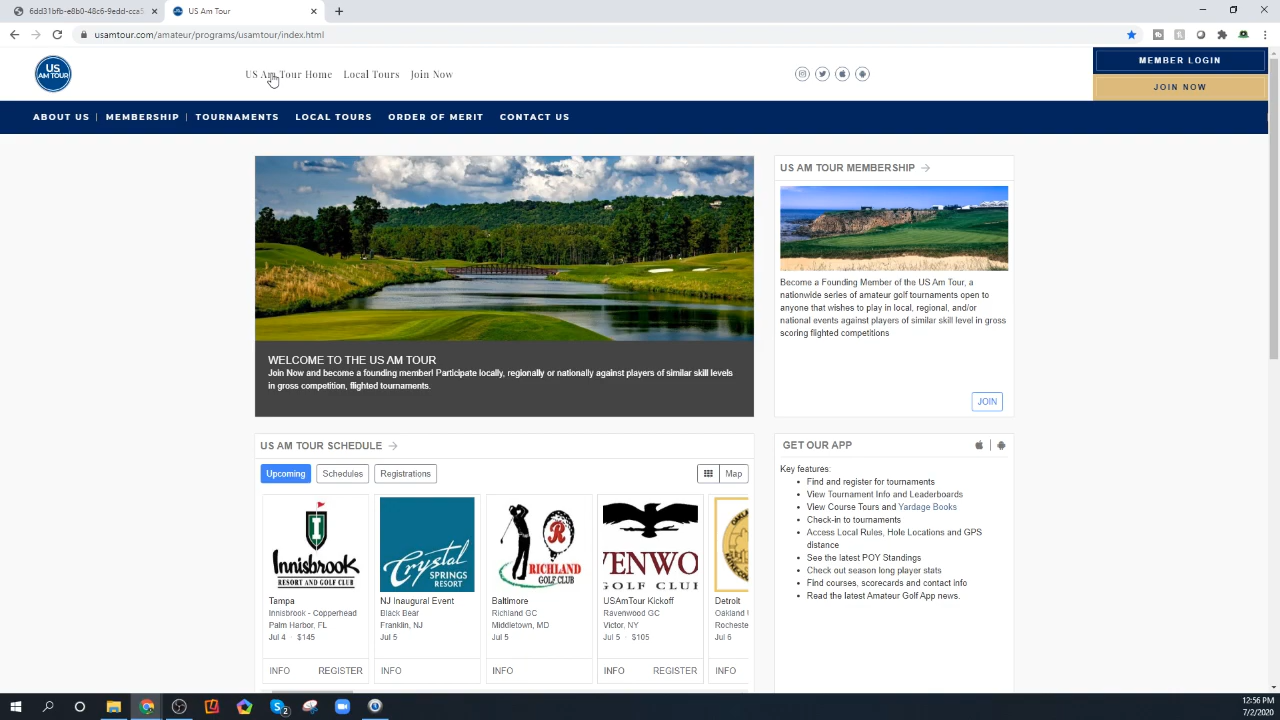 6dd31bfb-e8b0-48c6-9edd-cca3
US Am Tour
usamtour.com/amateur/programs/usamtour/index.html
US AM TOUR
US Am Tour Home Local Tours Join Now
MEMBER LOGIN
JOIN NOW
ABOUT US | MEMBERSHIP | TOURNAMENTS LOCAL TOURS ORDER OF MERIT CONTACT US
WELCOME TO THE US AM TOUR
Join Now and become a founding member! Participate locally, regionally or nationally against players of similar skill levels
in gross competition, flighted tournaments.
US AM TOUR MEMBERSHIP
Become a Founding Member of the US Am Tour, a
nationwide series of amateur golf tournaments open to
anyone that wishes to play in local, regional, and/or
national events against players of similar skill level in gross
scoring flighted competitions
JOIN
US AM TOUR SCHEDULE
Upcoming Schedules Registrations Map
I
Innisbrook
RESORT AND GOLF CLUB
Tampa
Innisbrook - Copperhead
Palm Harbor, FL
Jul 4 · $145
INFO REGISTER
Crystal
SPRINGS
RESORT
NJ Inaugural Event
Black Bear
Franklin, NJ
Jul 5
INFO
R
RICHLAND
GOLF CLUB
Baltimore
Richland GC
Middletown, MD
Jul 5
INFO
VENWO
GOLF CLU
USAmTour Kickoff
Ravenwood GC
Victor, NY
Jul 5 · $105
INFO REGISTER
Detroit
Oakland
Rocheste
Jul 6
INFO
GET OUR APP
Key features:
• Find and register for tournaments
• View Tournament Info and Leaderboards
• View Course Tours and Yardage Books
• Check-in to tournaments
• Access Local Rules, Hole Locations and GPS
distance
• See the latest POY Standings
• Check out season long player stats
• Find courses, scorecards and contact info
• Read the latest Amateur Golf App news.
12:56 PM
7/2/2020